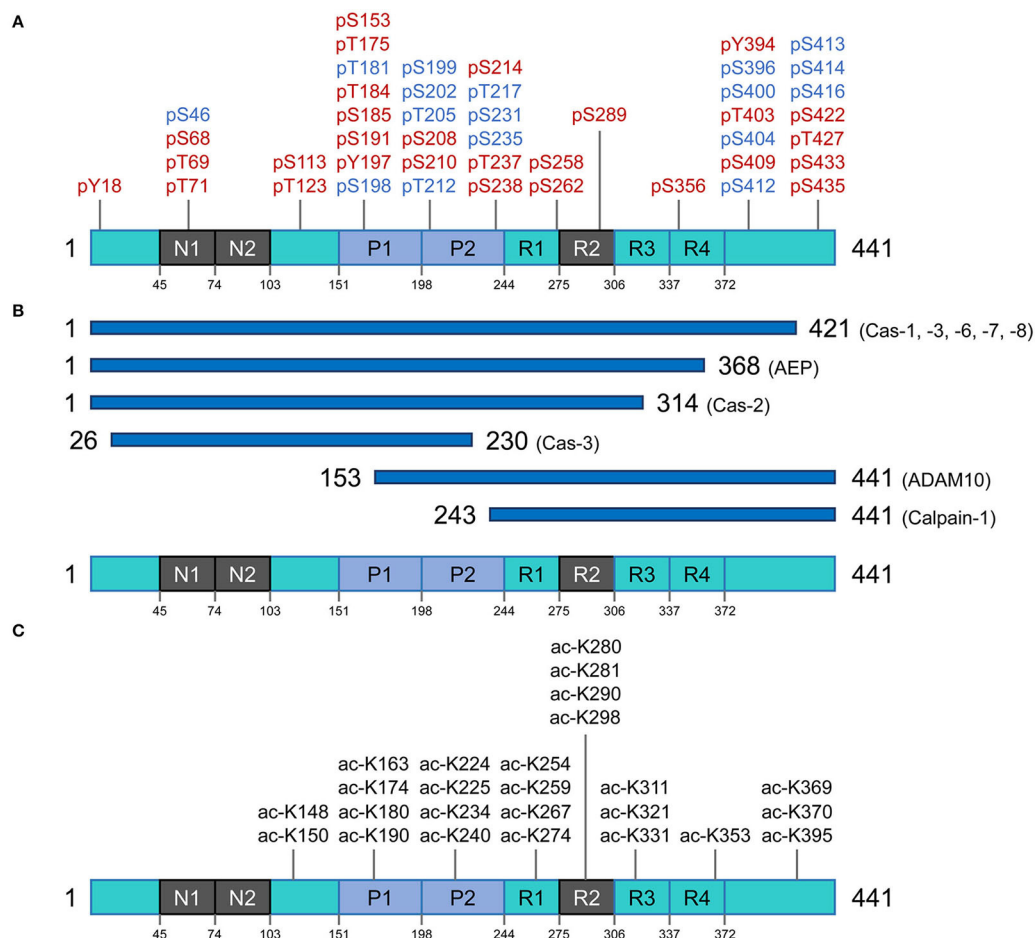 A
pS153
pT175 pY394 pS413
pT181 pS199 pS214 pS396 pS414
pT184 pS202 pT217 pS400 pS416
pS46 pS185 pT205 pS231 pS289 pT403 pS422
pS68 pS191 pS208 pS235 pS404 pT427
pT69 pS113 pY197 pS210 pT237 pS258 pS409 pS433
pY18 pT71 pT123 pS198 pT212 pS238 pS262 pS356 pS412 pS435
1 N1 N2 P1 P2 R1 R2 R3 R4 441
45 74 103 151 198 244 275 306 337 372
B
1 421 (Cas-1, -3, -6, -7, -8)
1 368 (AEP)
1 314 (Cas-2)
26 230 (Cas-3)
153 441 (ADAM10)
243 441 (Calpain-1)
1 N1 N2 P1 P2 R1 R2 R3 R4 441
45 74 103 151 198 244 275 306 337 372
C
ac-K280
ac-K281
ac-K290
ac-K298
ac-K163 ac-K224 ac-K254
ac-K174 ac-K225 ac-K259 ac-K311 ac-K369
ac-K148 ac-K180 ac-K234 ac-K267 ac-K321 ac-K370
ac-K150 ac-K190 ac-K240 ac-K274 ac-K331 ac-K353 ac-K395
1 N1 N2 P1 P2 R1 R2 R3 R4 441
45 74 103 151 198 244 275 306 337 372